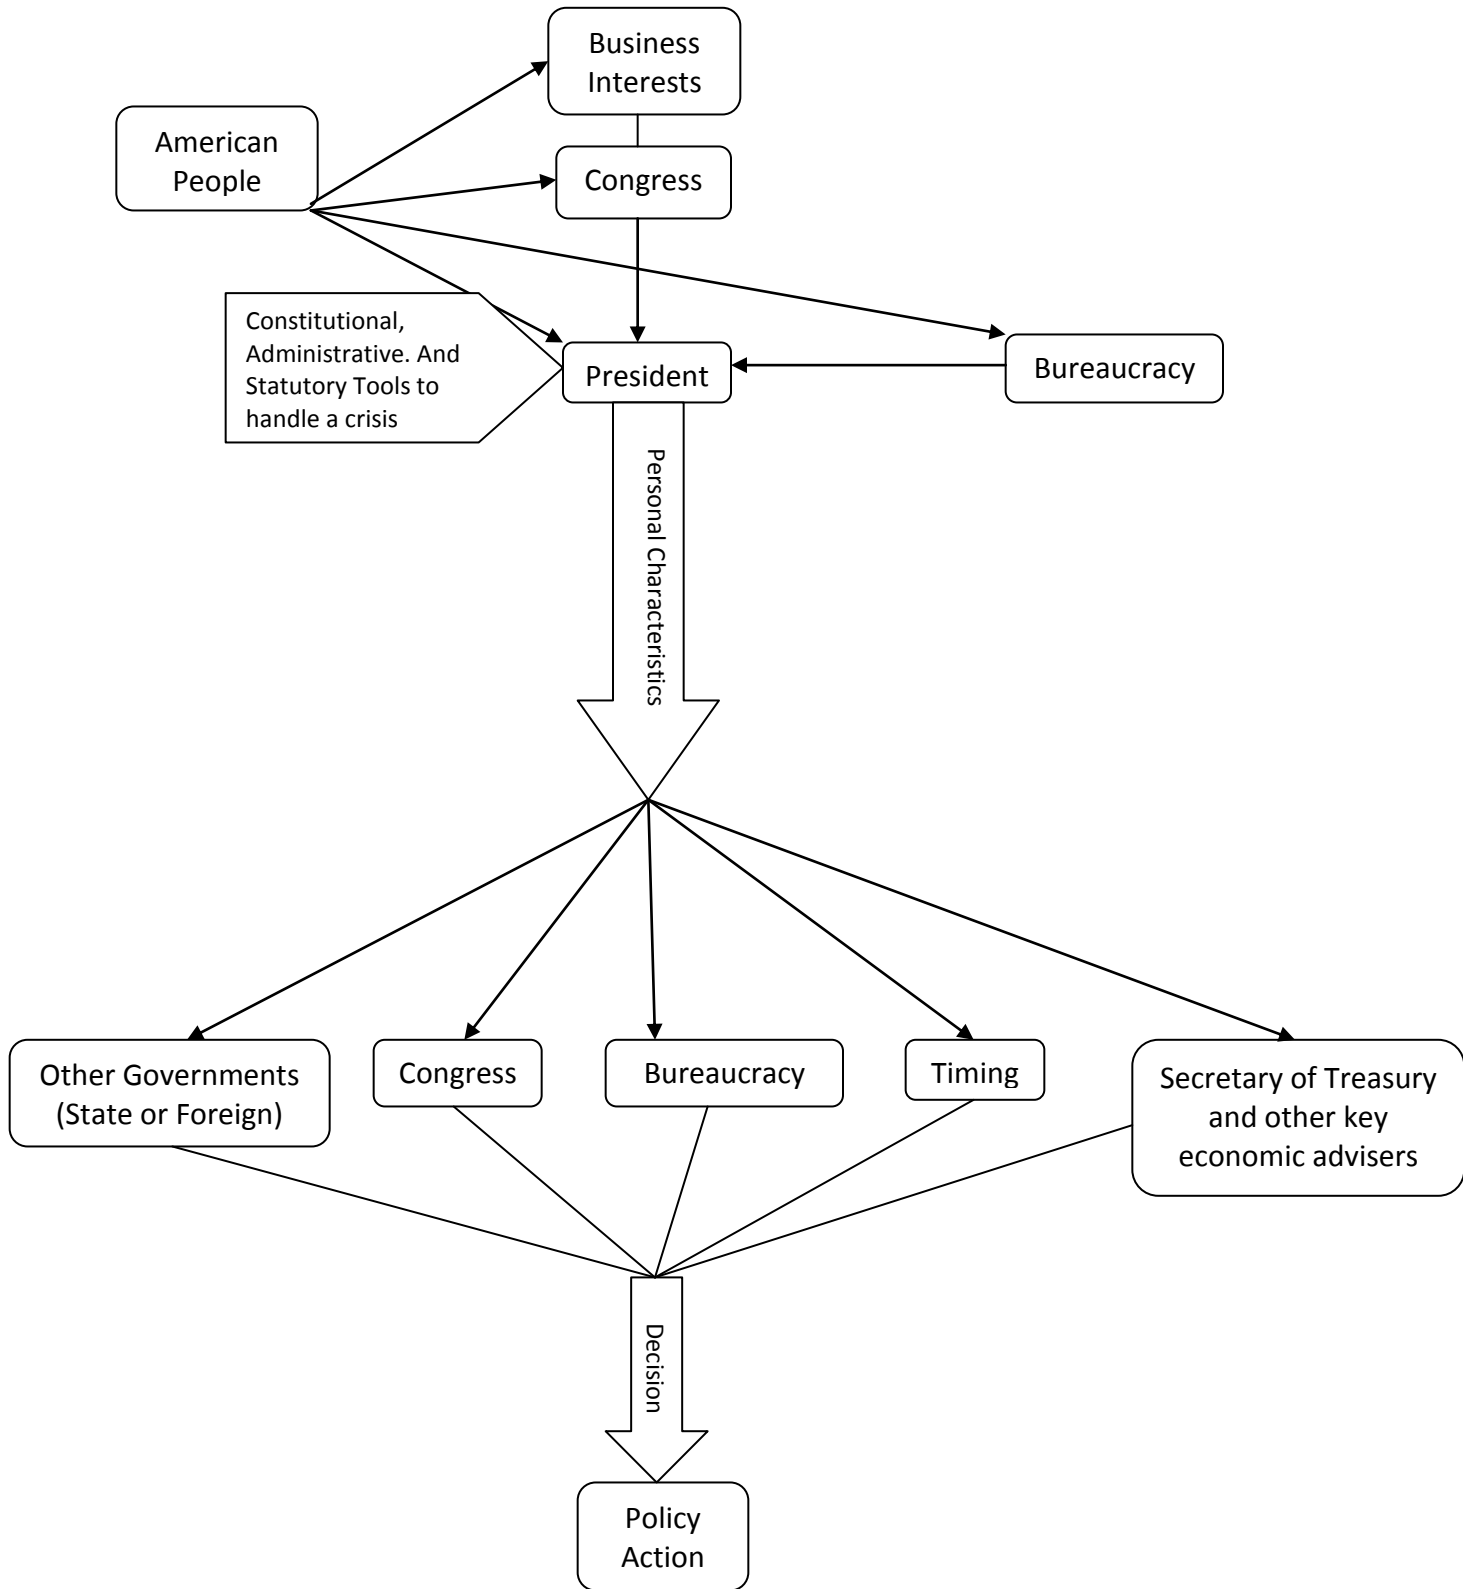 Business
Interests
American
People
Congress
Constitutional,
Administrative. And
Statutory Tools to
handle a crisis
President
Bureaucracy
Personal Characteristics
Other Governments
(State or Foreign)
Congress
Bureaucracy
Timing
Secretary of Treasury
and other key
economic advisers
Decision
Policy
Action